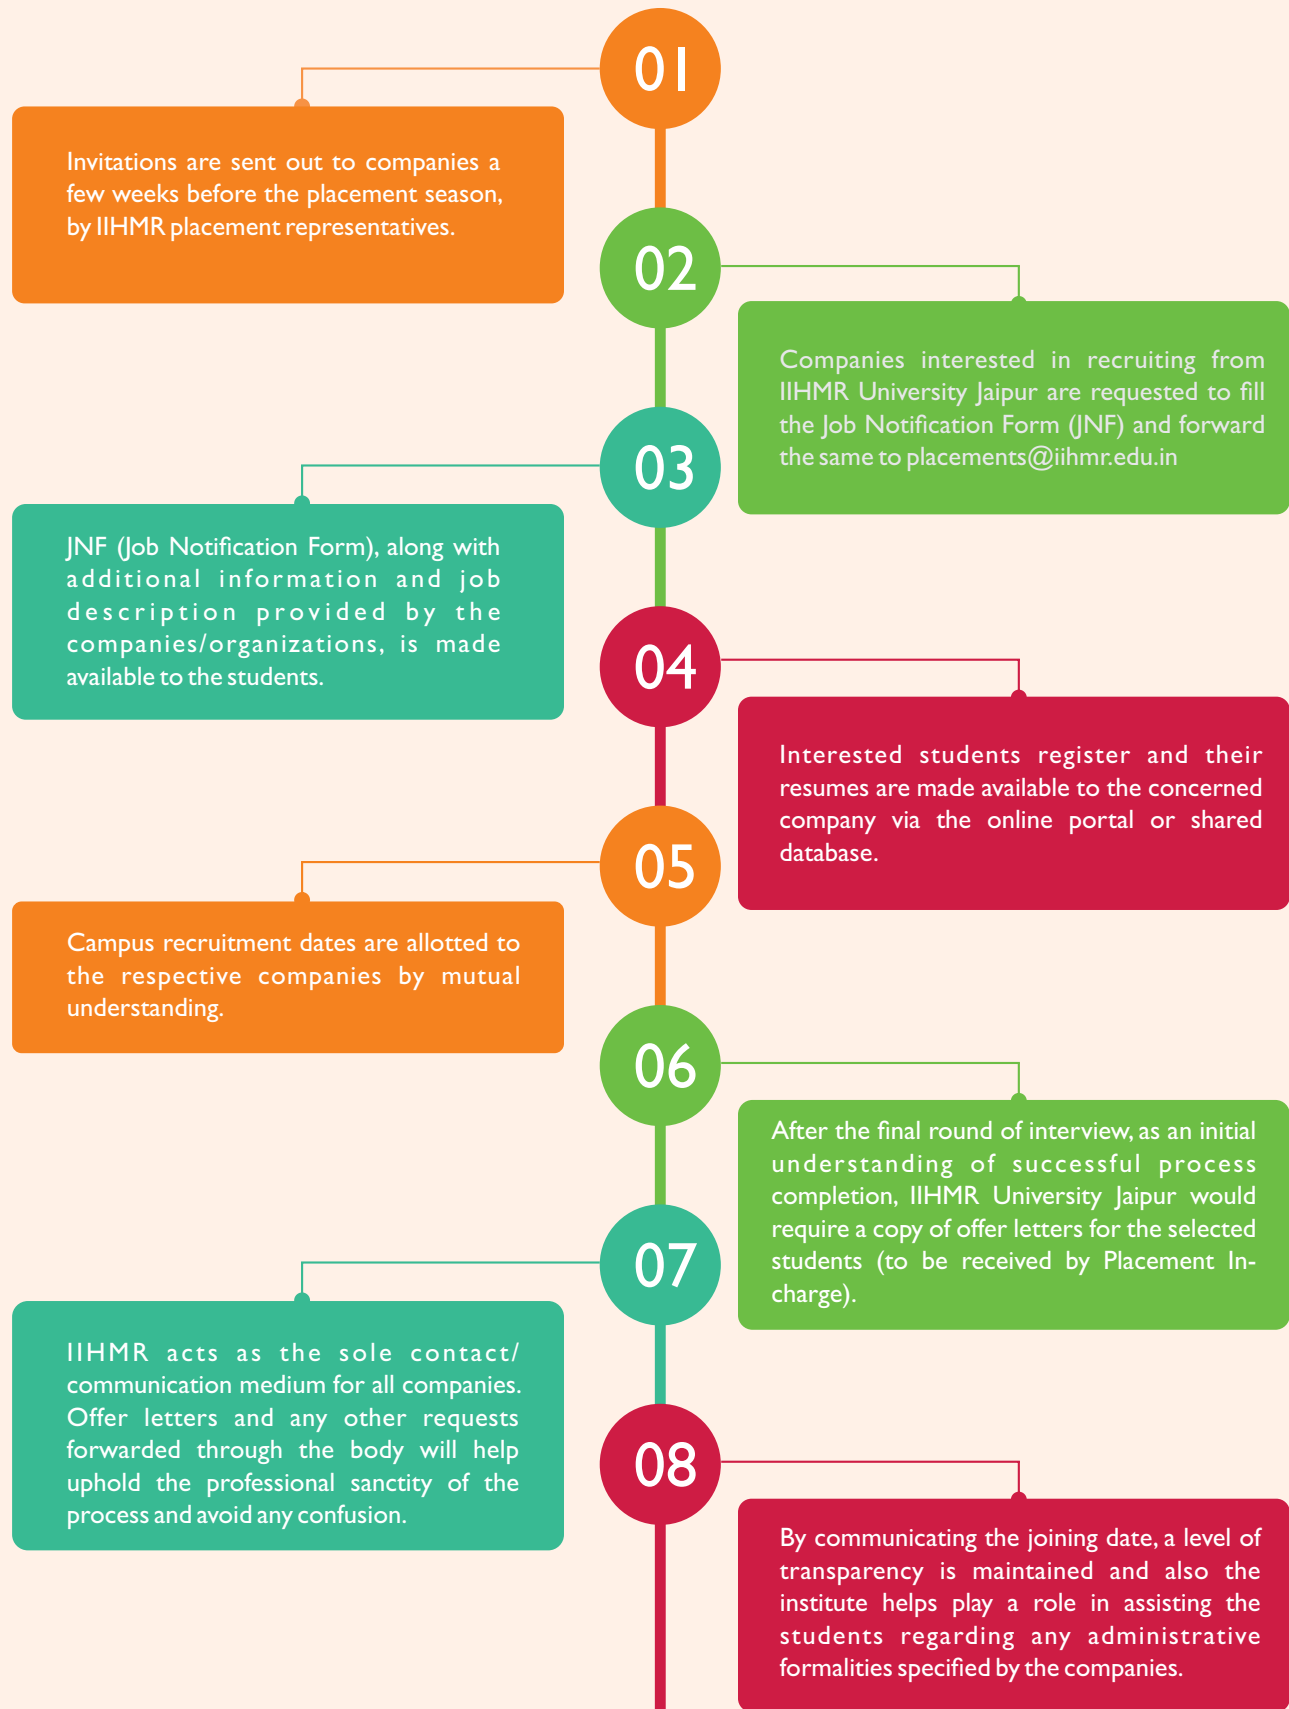 01
Invitations are sent out to companies a
few weeks before the placement season,
by IIHMR placement representatives.
02
Companies interested in recruiting from
IIHMR University Jaipur are requested to fill
the Job Notification Form (JNF) and forward
the same to placements@iihmr.edu.in
03
JNF (Job Notification Form), along with
additional information and job
description provided by the
companies/organizations, is made
available to the students.
04
Interested students register and their
resumes are made available to the concerned
company via the online portal or shared
database.
05
Campus recruitment dates are allotted to
the respective companies by mutual
understanding.
06
After the final round of interview, as an initial
understanding of successful process
completion, IIHMR University Jaipur would
require a copy of offer letters for the selected
students (to be received by Placement In-
charge).
07
IIHMR acts as the sole contact/
communication medium for all companies.
Offer letters and any other requests
forwarded through the body will help
uphold the professional sanctity of the
process and avoid any confusion.
08
By communicating the joining date, a level of
transparency is maintained and also the
institute helps play a role in assisting the
students regarding any administrative
formalities specified by the companies.